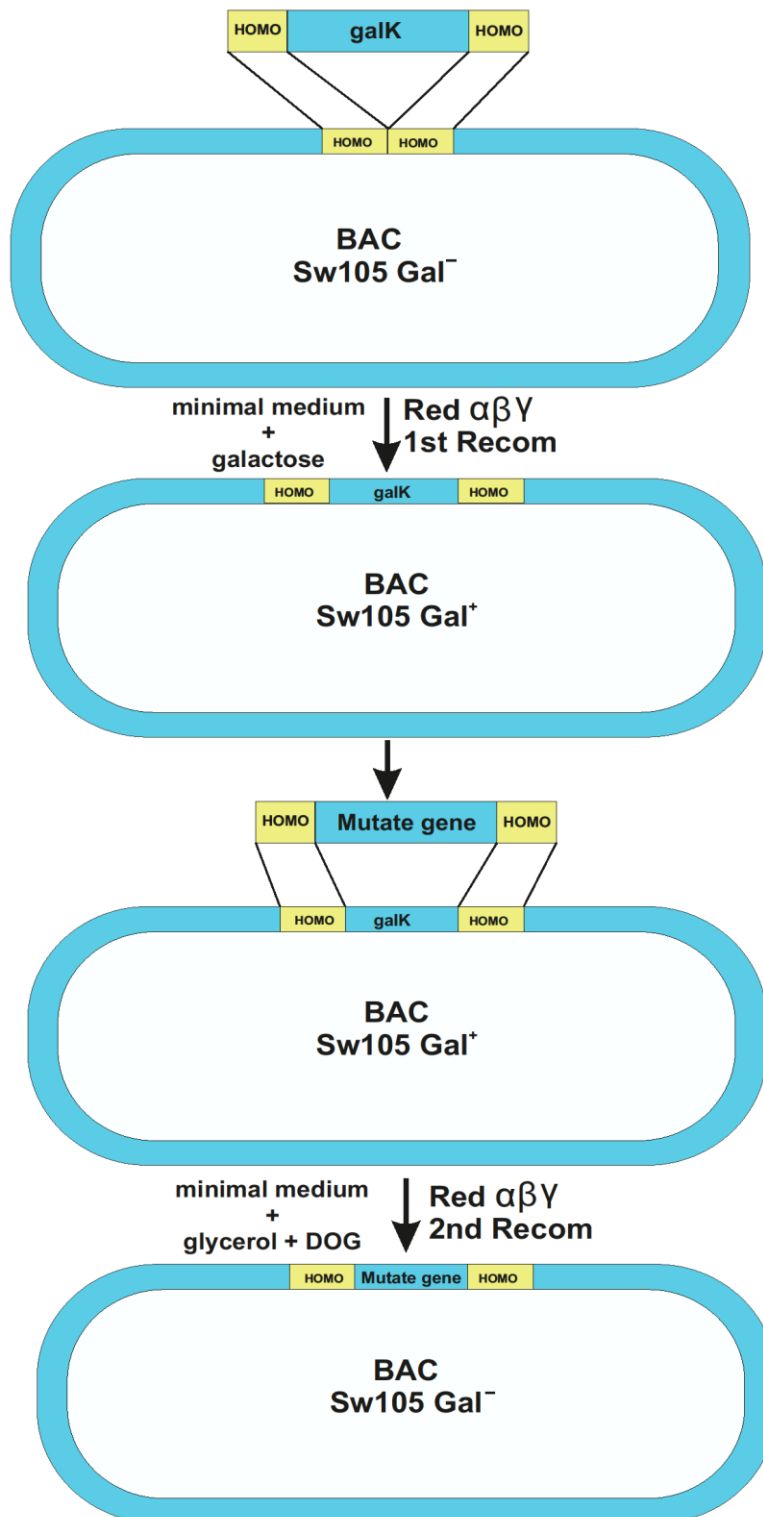 HOMO galK HOMO
HOMO HOMO
BAC
Sw105 Gal⁻
minimal medium
+
galactose
Red αβγ
1st Recom
HOMO galK HOMO
BAC
Sw105 Gal⁺
HOMO Mutate gene HOMO
HOMO galK HOMO
BAC
Sw105 Gal⁺
minimal medium
+
glycerol + DOG
Red αβγ
2nd Recom
HOMO Mutate gene HOMO
BAC
Sw105 Gal⁻